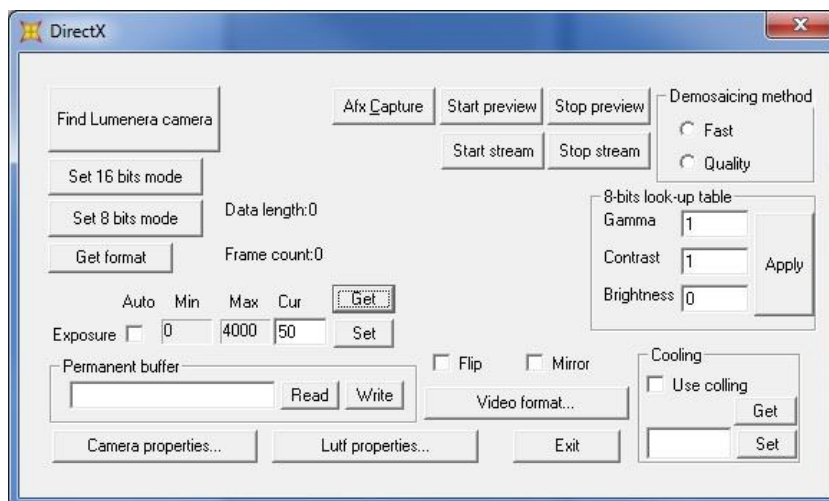 DirectX
Find Lumenera camera
Afx Capture Start preview Stop preview
Start stream Stop stream
Demosaicing method
Fast
Quality
Set 16 bits mode
Set 8 bits mode
Get format
Data length:0
Frame count:0
8-bits look-up table
Gamma 1
Contrast 1
Brightness 0
Apply
Auto Min Max Cur Get
Exposure 0 4000 50 Set
Permanent buffer
Read Write
Flip Mirror
Video format...
Cooling
Use colling
Get
Set
Camera properties... Lutf properties... Exit